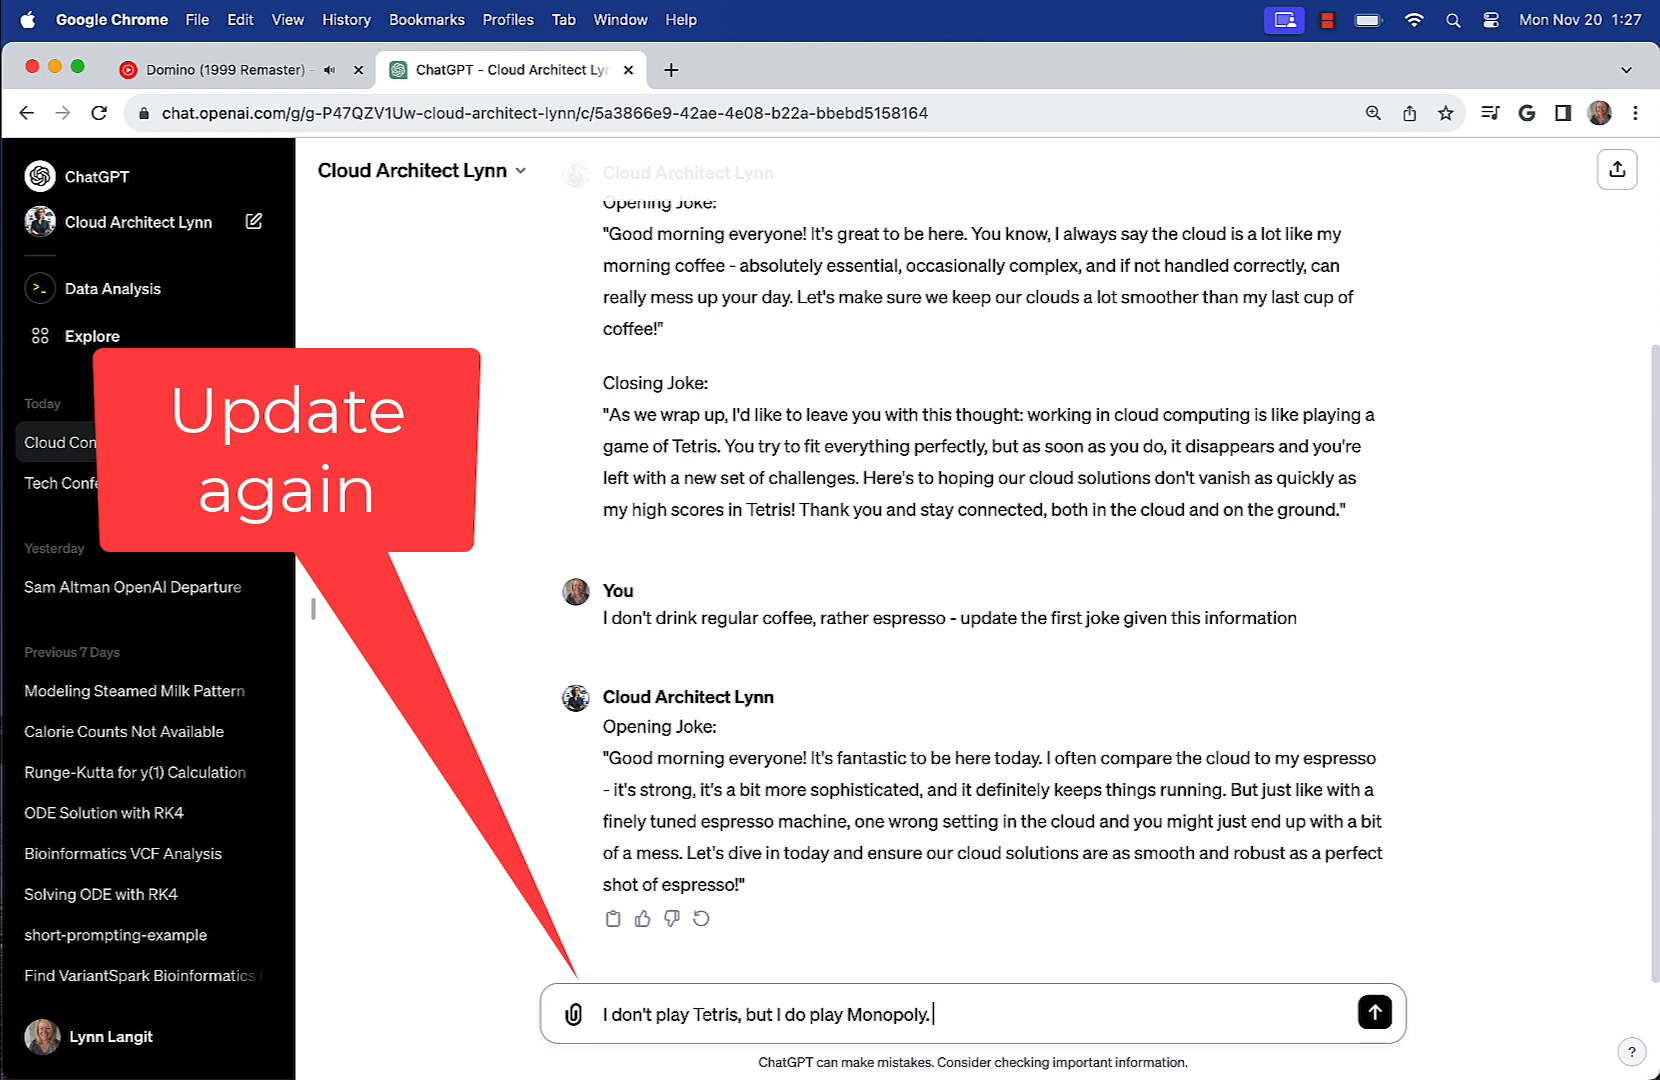 Google Chrome File Edit View History Bookmarks Profiles Tab Window Help Mon Nov 20 1:27
Domino (1999 Remaster) - ChatGPT - Cloud Architect Lyn
chat.openai.com/g/g-P47QZV1Uw-cloud-architect-lynn/c/5a3866e9-42ae-4e08-b22a-bbebd5158164
ChatGPT
Cloud Architect Lynn
Data Analysis
Explore
Today
Cloud Con
Tech Confe
Yesterday
Sam Altman OpenAI Departure
Previous 7 Days
Modeling Steamed Milk Pattern
Calorie Counts Not Available
Runge-Kutta for y(1) Calculation
ODE Solution with RK4
Bioinformatics VCF Analysis
Solving ODE with RK4
short-prompting-example
Find VariantSpark Bioinformatics
Lynn Langit
Update
again
Cloud Architect Lynn
Cloud Architect Lynn
Opening Joke:
"Good morning everyone! It's great to be here. You know, I always say the cloud is a lot like my
morning coffee - absolutely essential, occasionally complex, and if not handled correctly, can
really mess up your day. Let's make sure we keep our clouds a lot smoother than my last cup of
coffee!"
Closing Joke:
"As we wrap up, I'd like to leave you with this thought: working in cloud computing is like playing a
game of Tetris. You try to fit everything perfectly, but as soon as you do, it disappears and you're
left with a new set of challenges. Here's to hoping our cloud solutions don't vanish as quickly as
my high scores in Tetris! Thank you and stay connected, both in the cloud and on the ground."
You
I don't drink regular coffee, rather espresso - update the first joke given this information
Cloud Architect Lynn
Opening Joke:
"Good morning everyone! It's fantastic to be here today. I often compare the cloud to my espresso
- it's strong, it's a bit more sophisticated, and it definitely keeps things running. But just like with a
finely tuned espresso machine, one wrong setting in the cloud and you might just end up with a bit
of a mess. Let's dive in today and ensure our cloud solutions are as smooth and robust as a perfect
shot of espresso!"
I don't play Tetris, but I do play Monopoly.
ChatGPT can make mistakes. Consider checking important information.
?